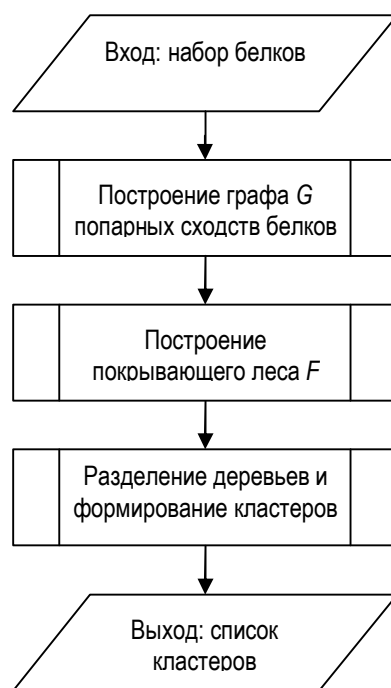 Вход: набор белков
Построение графа G
попарных сходств белков
Построение
покрывающего леса F
Разделение деревьев и
формирование кластеров
Выход: список
кластеров